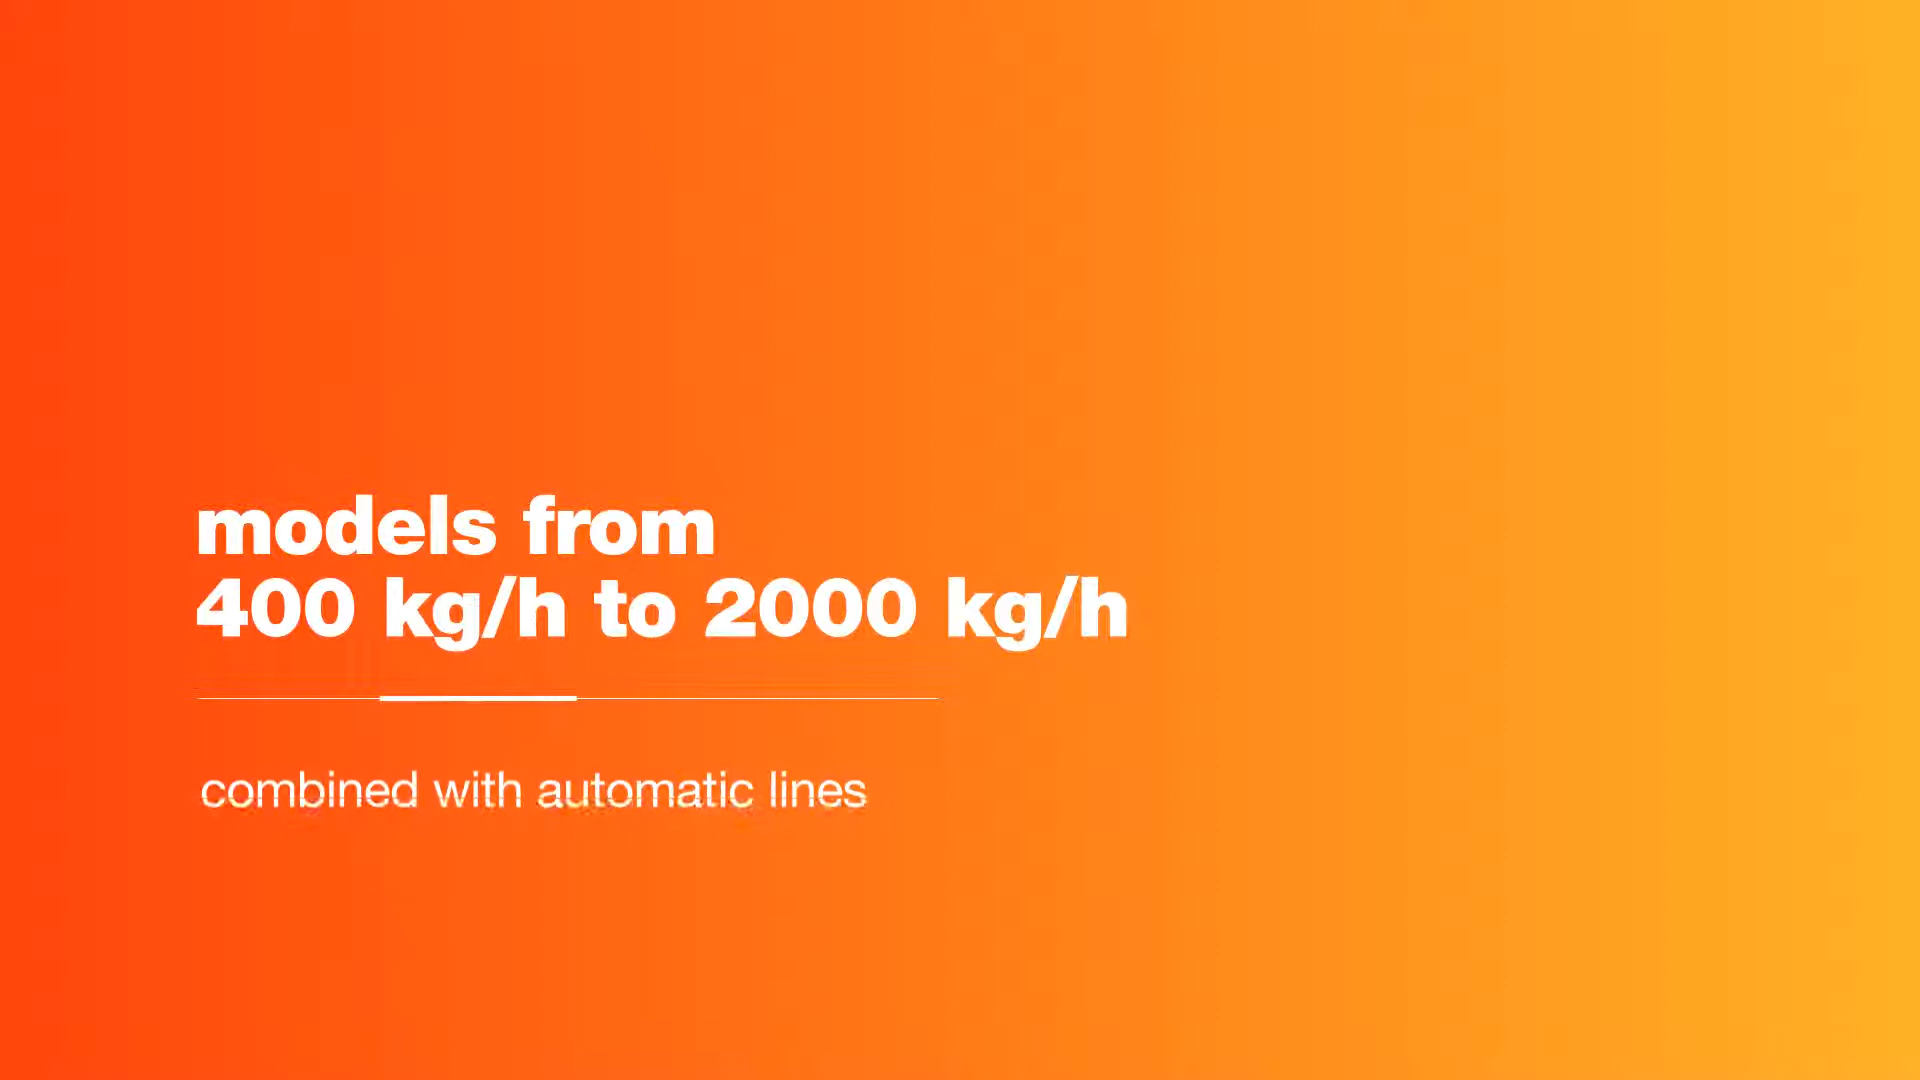 models from
400 kg/h to 2000 kg/h
combined with automatic lines